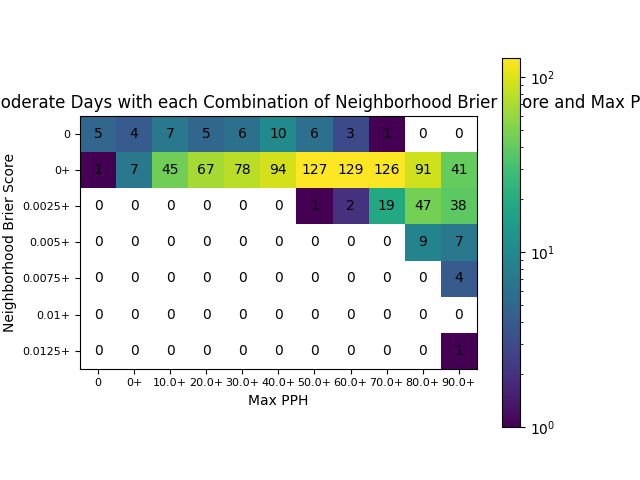 oderate Days with each Combination of Neighborhood Brier ore and Max P
Neighborhood Brier Score
0 5 4 7 5 6 10 6 3 1 0 0
0+ 1 7 45 67 78 94 127 129 126 91 41
0.0025+ 0 0 0 0 0 0 1 2 19 47 38
0.005+ 0 0 0 0 0 0 0 0 0 9 7
0.0075+ 0 0 0 0 0 0 0 0 0 0 4
0.01+ 0 0 0 0 0 0 0 0 0 0 0
0.0125+ 0 0 0 0 0 0 0 0 0 0 1
0 0+ 10.0+ 20.0+ 30.0+ 40.0+ 50.0+ 60.0+ 70.0+ 80.0+ 90.0+
Max PPH
10²
10¹
10⁰